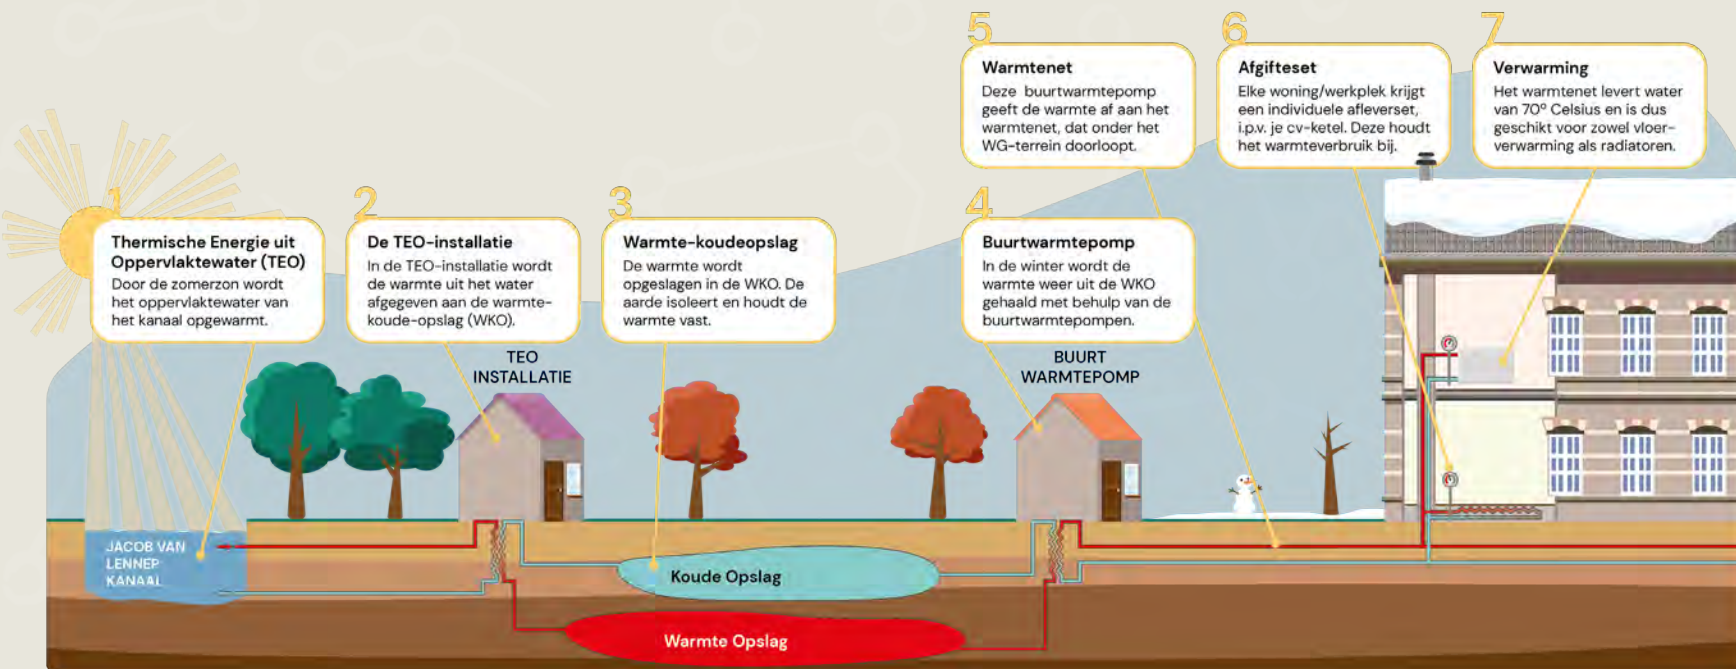 1
Thermische Energie uit
Oppervlaktewater (TEO)
Door de zomerzon wordt
het oppervlaktewater van
het kanaal opgewarmt.
2
De TEO-installatie
In de TEO-installatie wordt
de warmte uit het water
afgegeven aan de warmte-
koude-opslag (WKO).
3
Warmte-koudeopslag
De warmte wordt
opgeslagen in de WKO. De
aarde isoleert en houdt de
warmte vast.
4
Buurtwarmtepomp
In de winter wordt de
warmte weer uit de WKO
gehaald met behulp van de
buurtwarmtepompen.
5
Warmtenet
Deze buurtwarmtepomp
geeft de warmte af aan het
warmtenet, dat onder het
WG-terrein doorloopt.
6
Afgifteset
Elke woning/werkplek krijgt
een individuele afleverset,
i.p.v. je cv-ketel. Deze houdt
het warmteverbruik bij.
7
Verwarming
Het warmtenet levert water
van 70º Celsius en is dus
geschikt voor zowel vloer-
verwarming als radiatoren.
TEO
INSTALLATIE
BUURT
WARMTEPOMP
JACOB VAN
LENNEP
KANAAL
Koude Opslag
Warmte Opslag